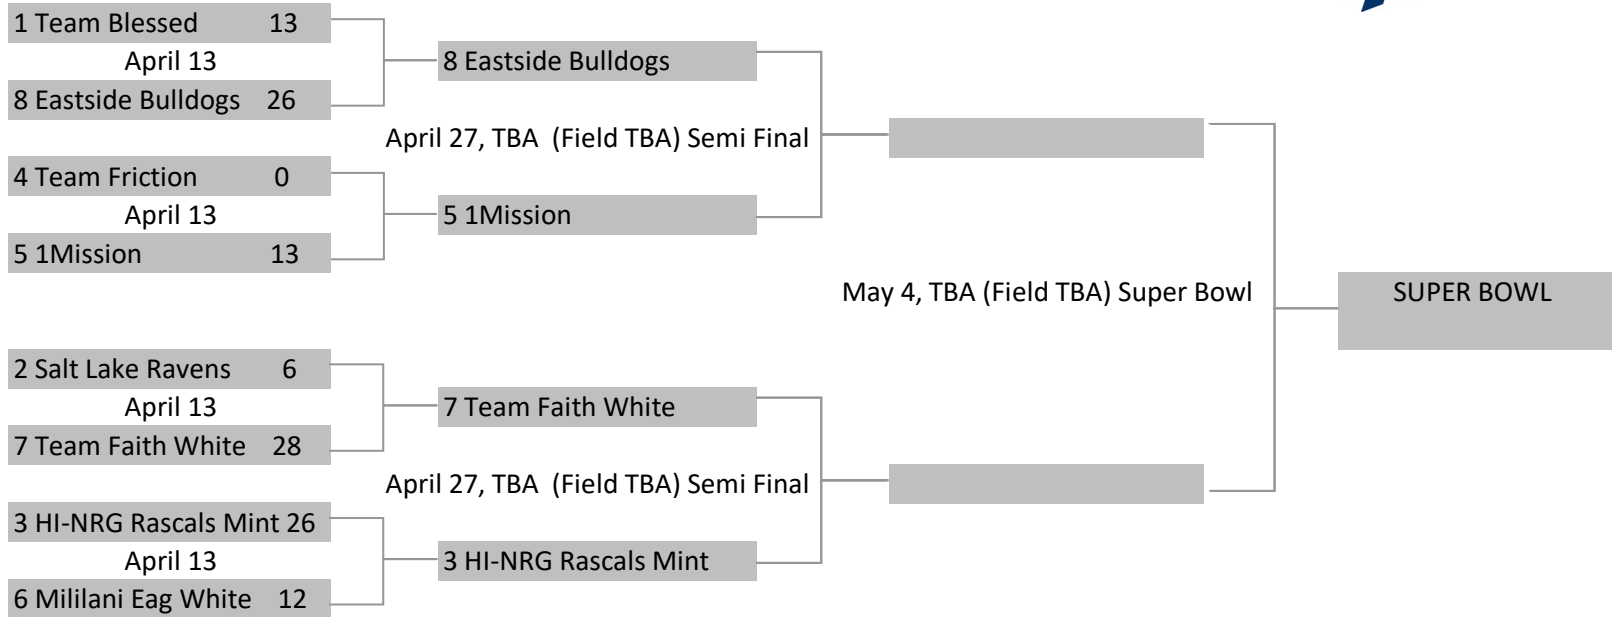 1 Team Blessed 13
April 13
8 Eastside Bulldogs 26
8 Eastside Bulldogs
April 27, TBA (Field TBA) Semi Final
4 Team Friction 0
April 13
5 1Mission 13
5 1Mission
May 4, TBA (Field TBA) Super Bowl
SUPER BOWL
2 Salt Lake Ravens 6
April 13
7 Team Faith White 28
7 Team Faith White
April 27, TBA (Field TBA) Semi Final
3 HI-NRG Rascals Mint 26
April 13
6 Mililani Eag White 12
3 HI-NRG Rascals Mint